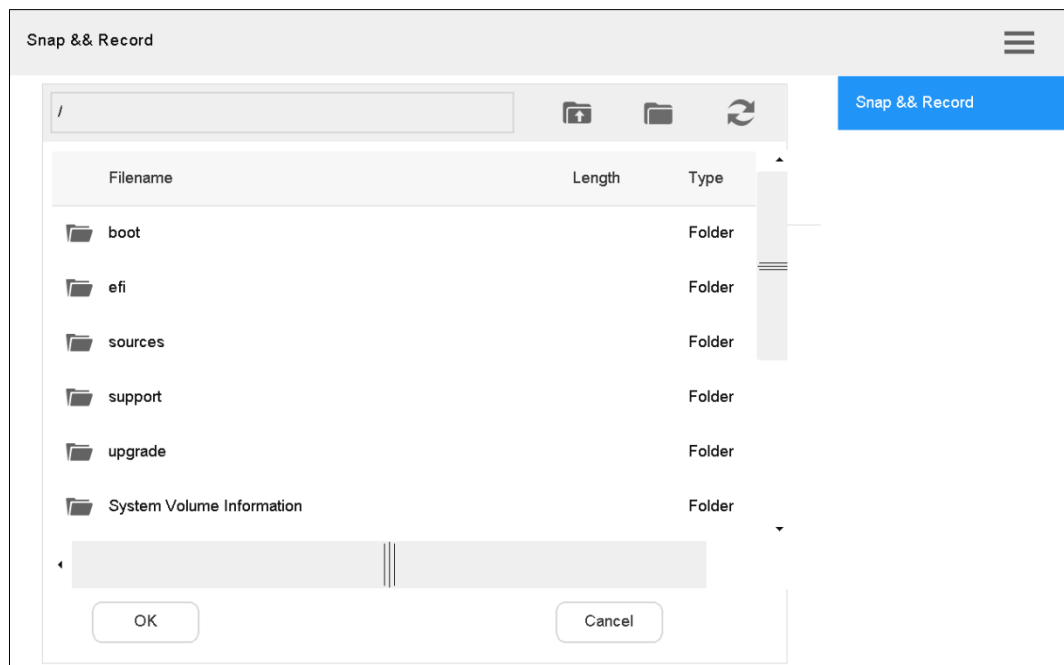 Snap && Record
Snap && Record
/
Filename Length Type
boot Folder
efi Folder
sources Folder
support Folder
upgrade Folder
System Volume Information Folder
OK Cancel